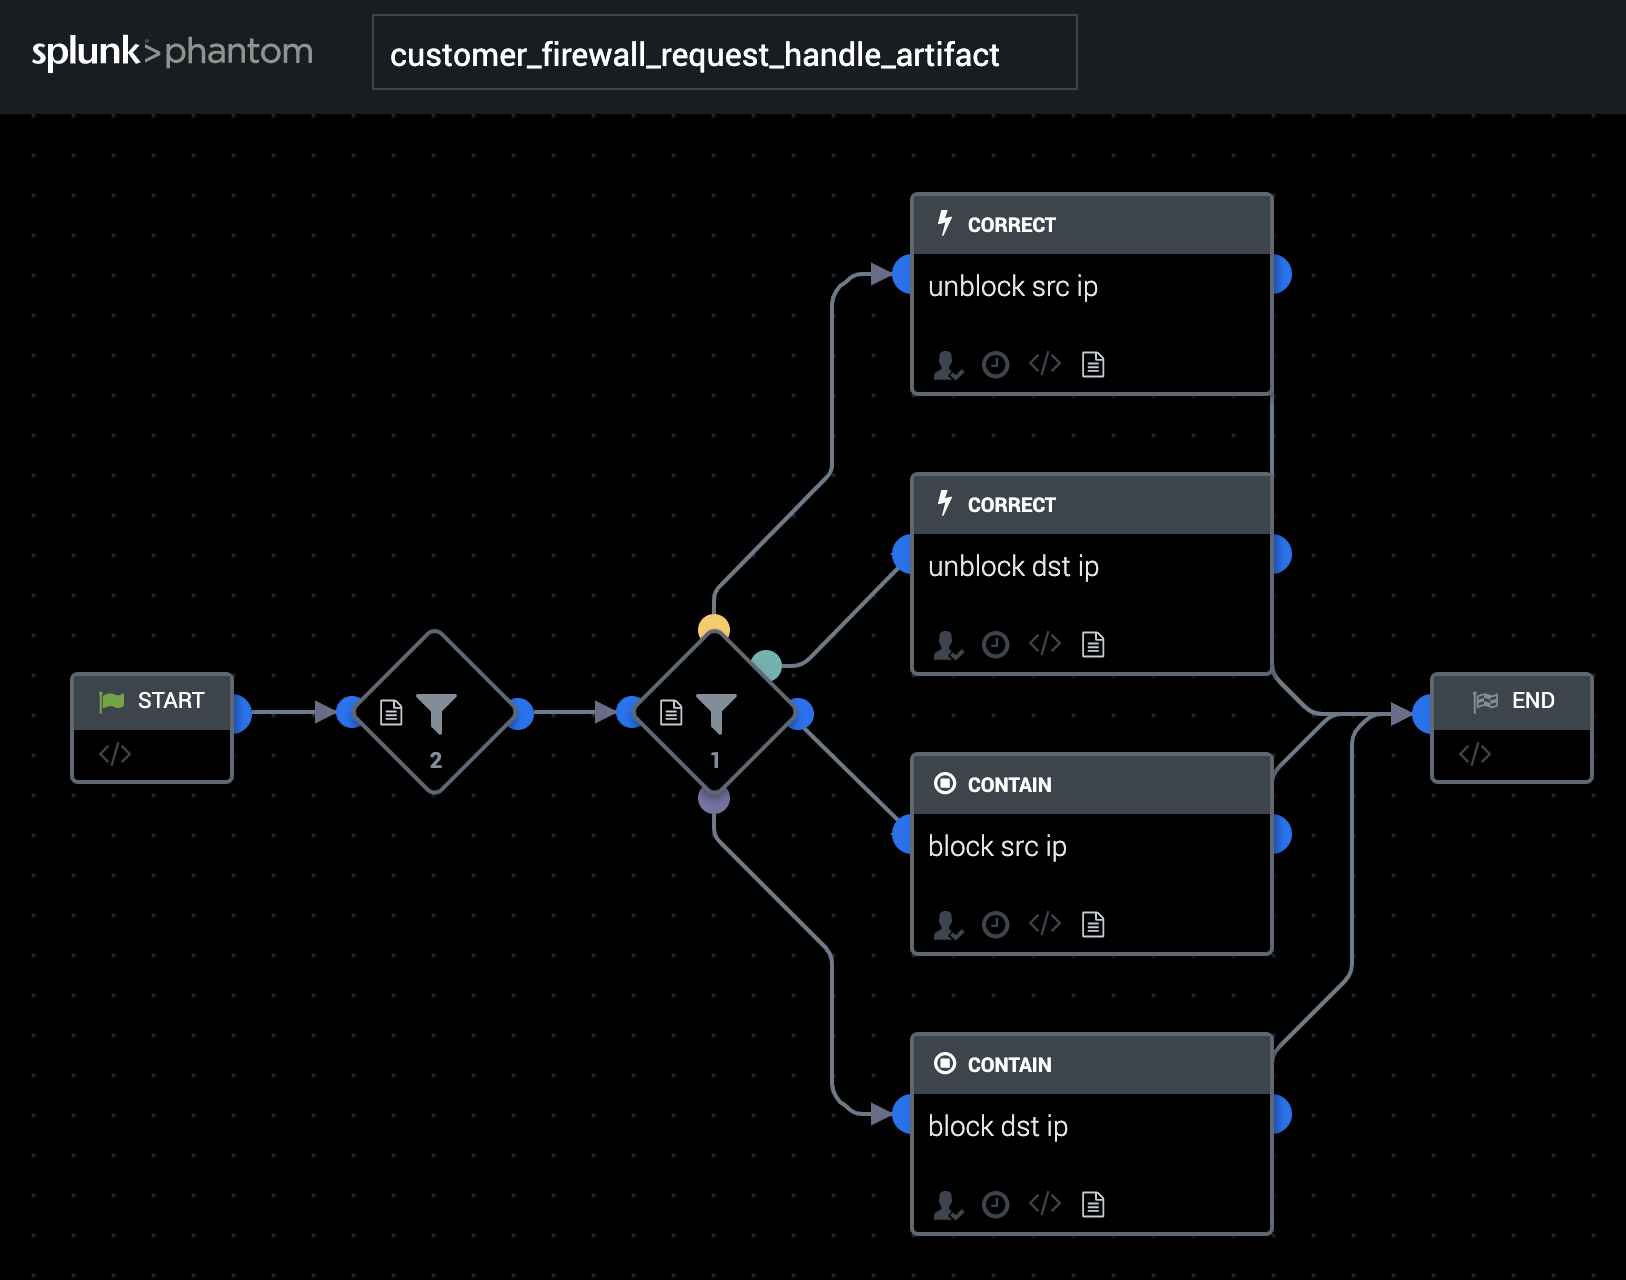 splunk>phantom
customer_firewall_request_handle_artifact
CORRECT
unblock src ip
</>
CORRECT
unblock dst ip
</>
START
</>
2
1
END
</>
CONTAIN
block src ip
</>
CONTAIN
block dst ip
</>